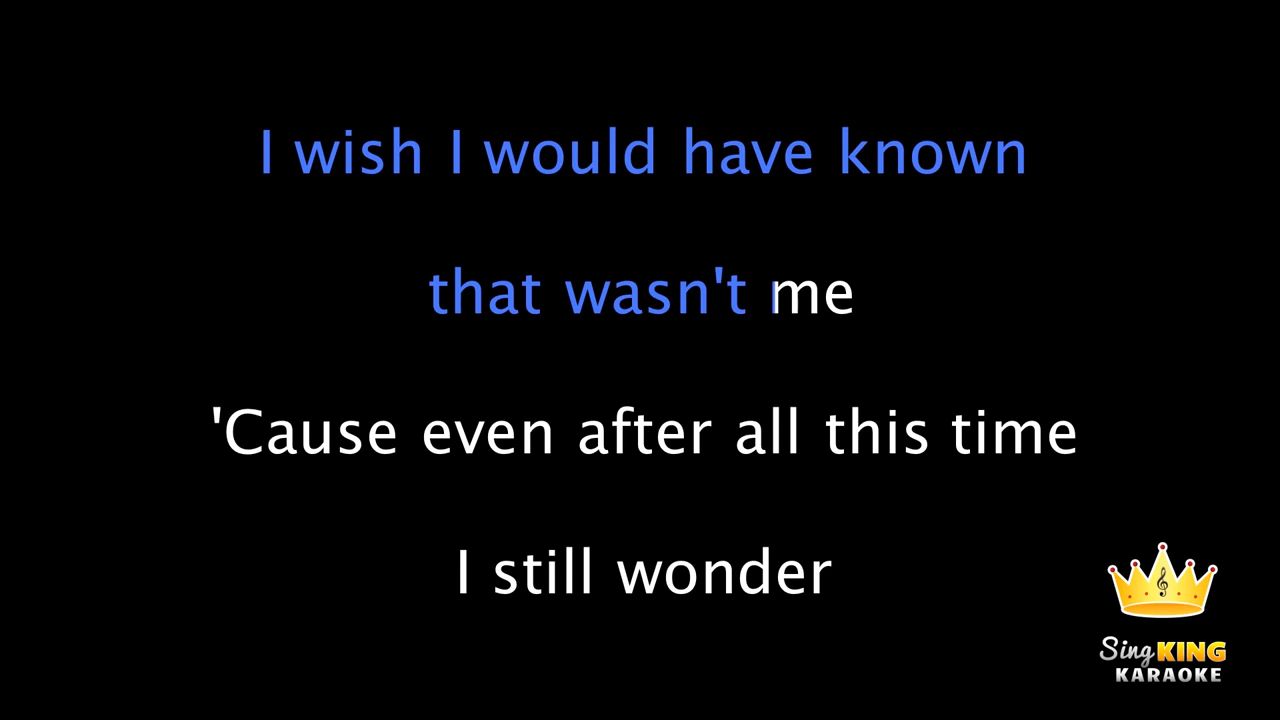 I wish I would have known
that wasn't me
'Cause even after all this time
I still wonder
Sing KING
KARAOKE